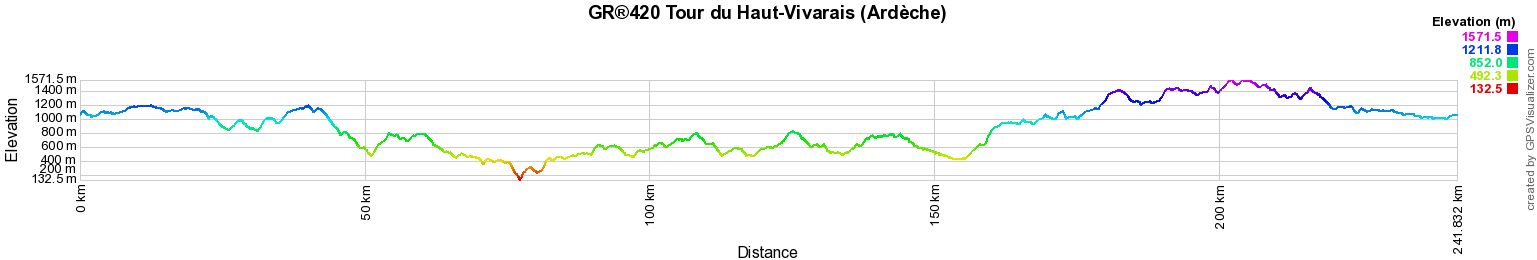 GR®420 Tour du Haut-Vivarais (Ardèche)
Elevation (m)
1571.5
1211.8
852.0
492.3
132.5
1571.5 m
1400 m
1200 m
1000 m
800 m
600 m
400 m
200 m
132.5 m
Elevation
0 km
50 km
100 km
150 km
200 km
241.832 km
Distance
created by GPSVisualizer.com